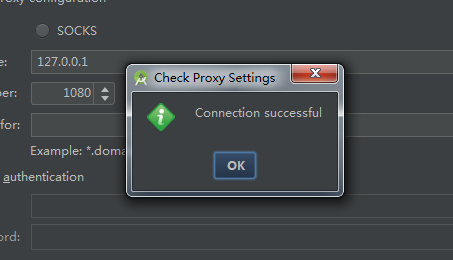 roxy configuration
SOCKS
e:
127.0.0.1
Check Proxy Settings
ber:
1080
Connection successful
for:
Example: *.doma
OK
authentication
ord: